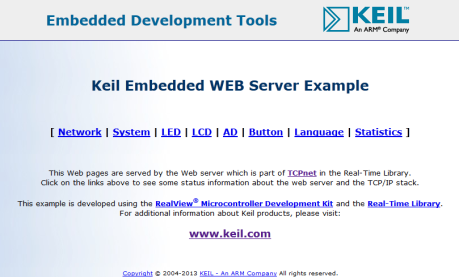 Embedded Development Tools
KEIL™
An ARM® Company
Keil Embedded WEB Server Example
[ Network | System | LED | LCD | AD | Button | Language | Statistics ]
This Web pages are served by the Web server which is part of TCPnet in the Real-Time Library.
Click on the links above to see some status information about the web server and the TCP/IP stack.
This example is developed using the RealView® Microcontroller Development Kit and the Real-Time Library.
For additional information about Keil products, please visit:
www.keil.com
Copyright © 2004-2013 KEIL - An ARM Company All rights reserved.